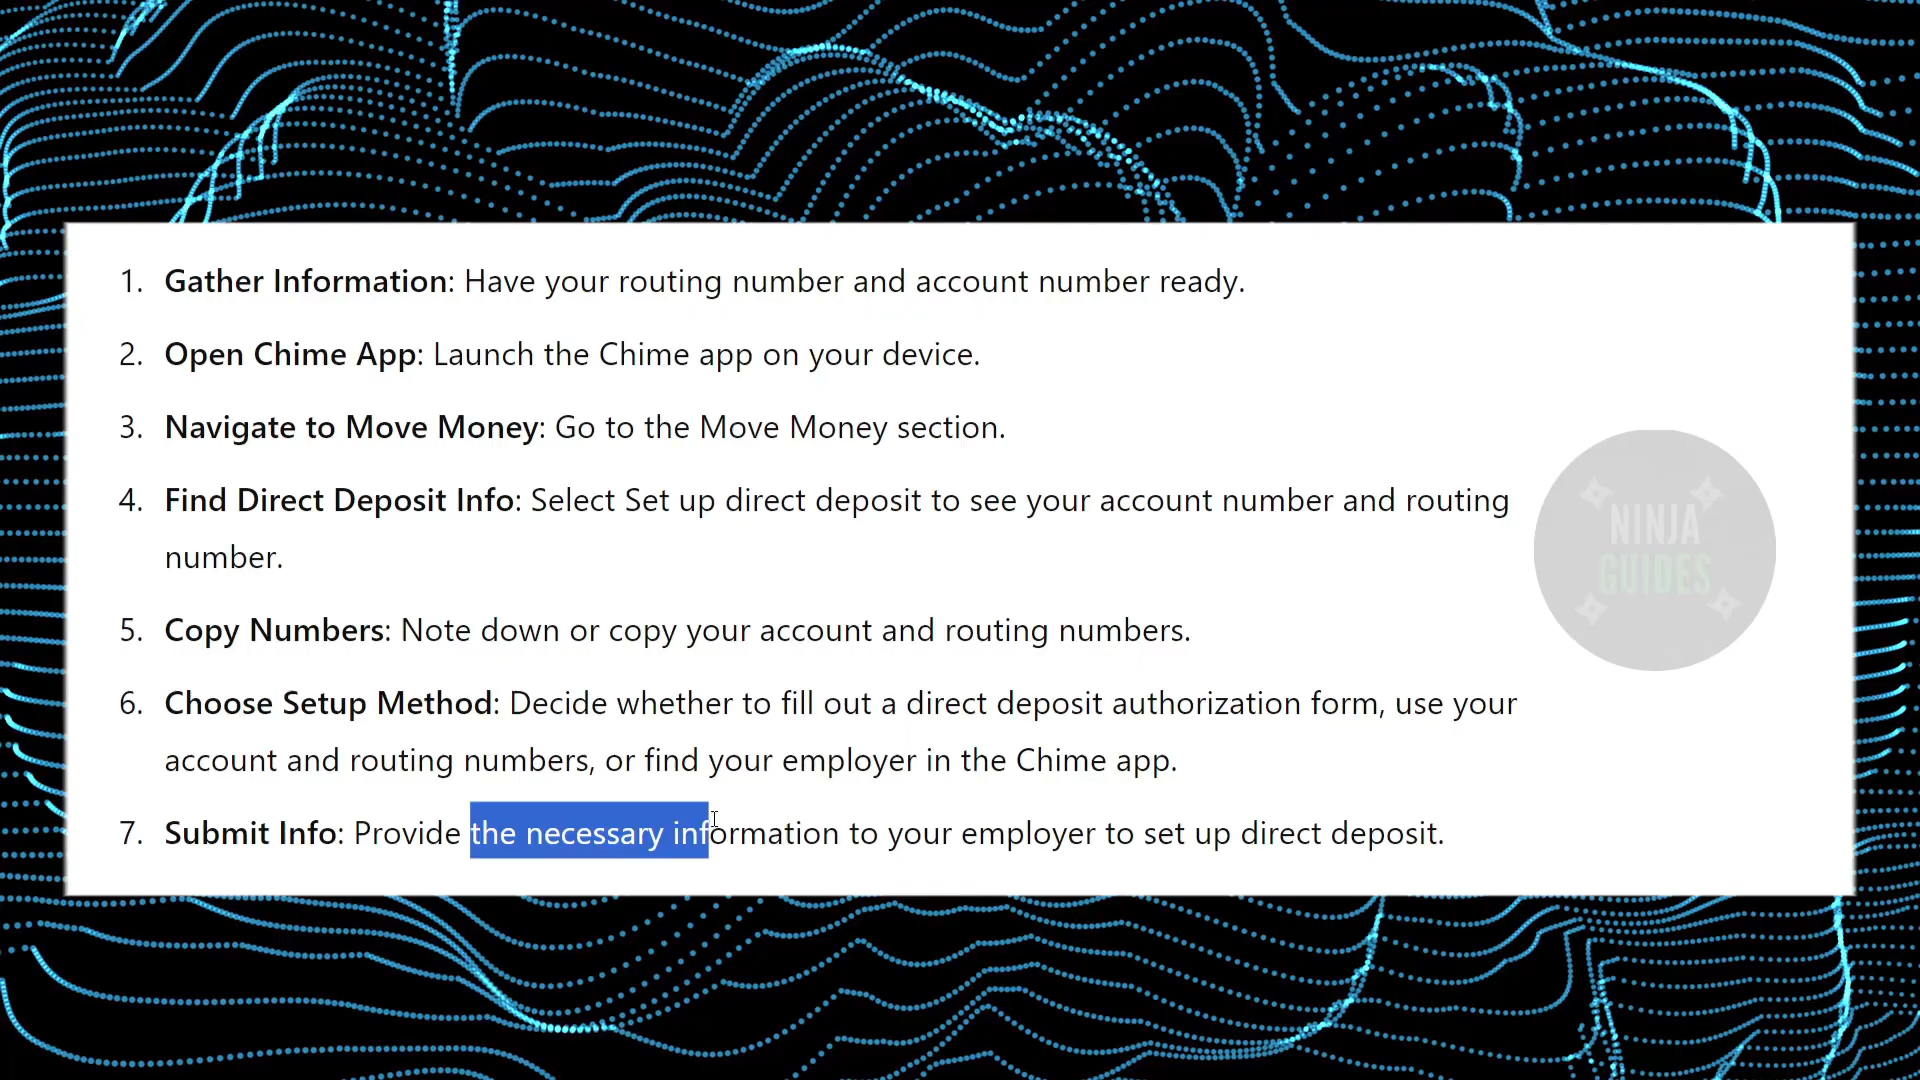 1. Gather Information: Have your routing number and account number ready.
2. Open Chime App: Launch the Chime app on your device.
3. Navigate to Move Money: Go to the Move Money section.
4. Find Direct Deposit Info: Select Set up direct deposit to see your account number and routing
number.
NINJA
GUIDES
5. Copy Numbers: Note down or copy your account and routing numbers.
6. Choose Setup Method: Decide whether to fill out a direct deposit authorization form, use your
account and routing numbers, or find your employer in the Chime app.
7. Submit Info: Provide the necessary information to your employer to set up direct deposit.